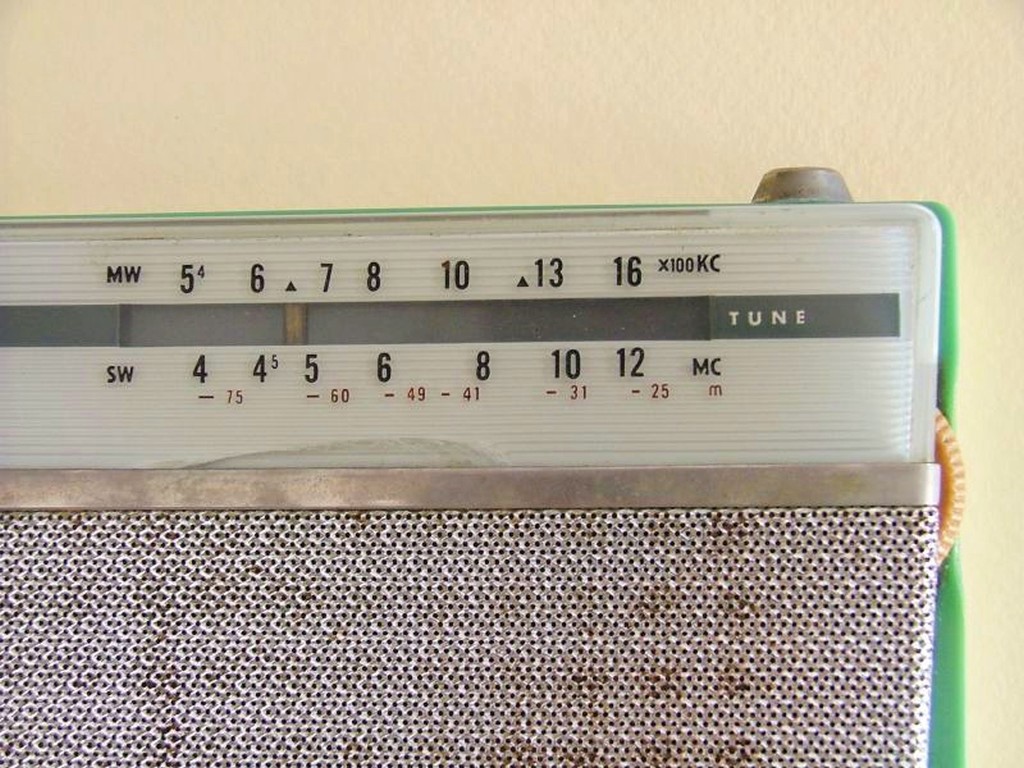 MW 5⁴ 6 ▲ 7 8 10 ▲ 13 16 x100KC
TUNE
SW 4 4⁵ 5 6 8 10 12 MC
– 75 – 60 – 49 – 41 – 31 – 25 m